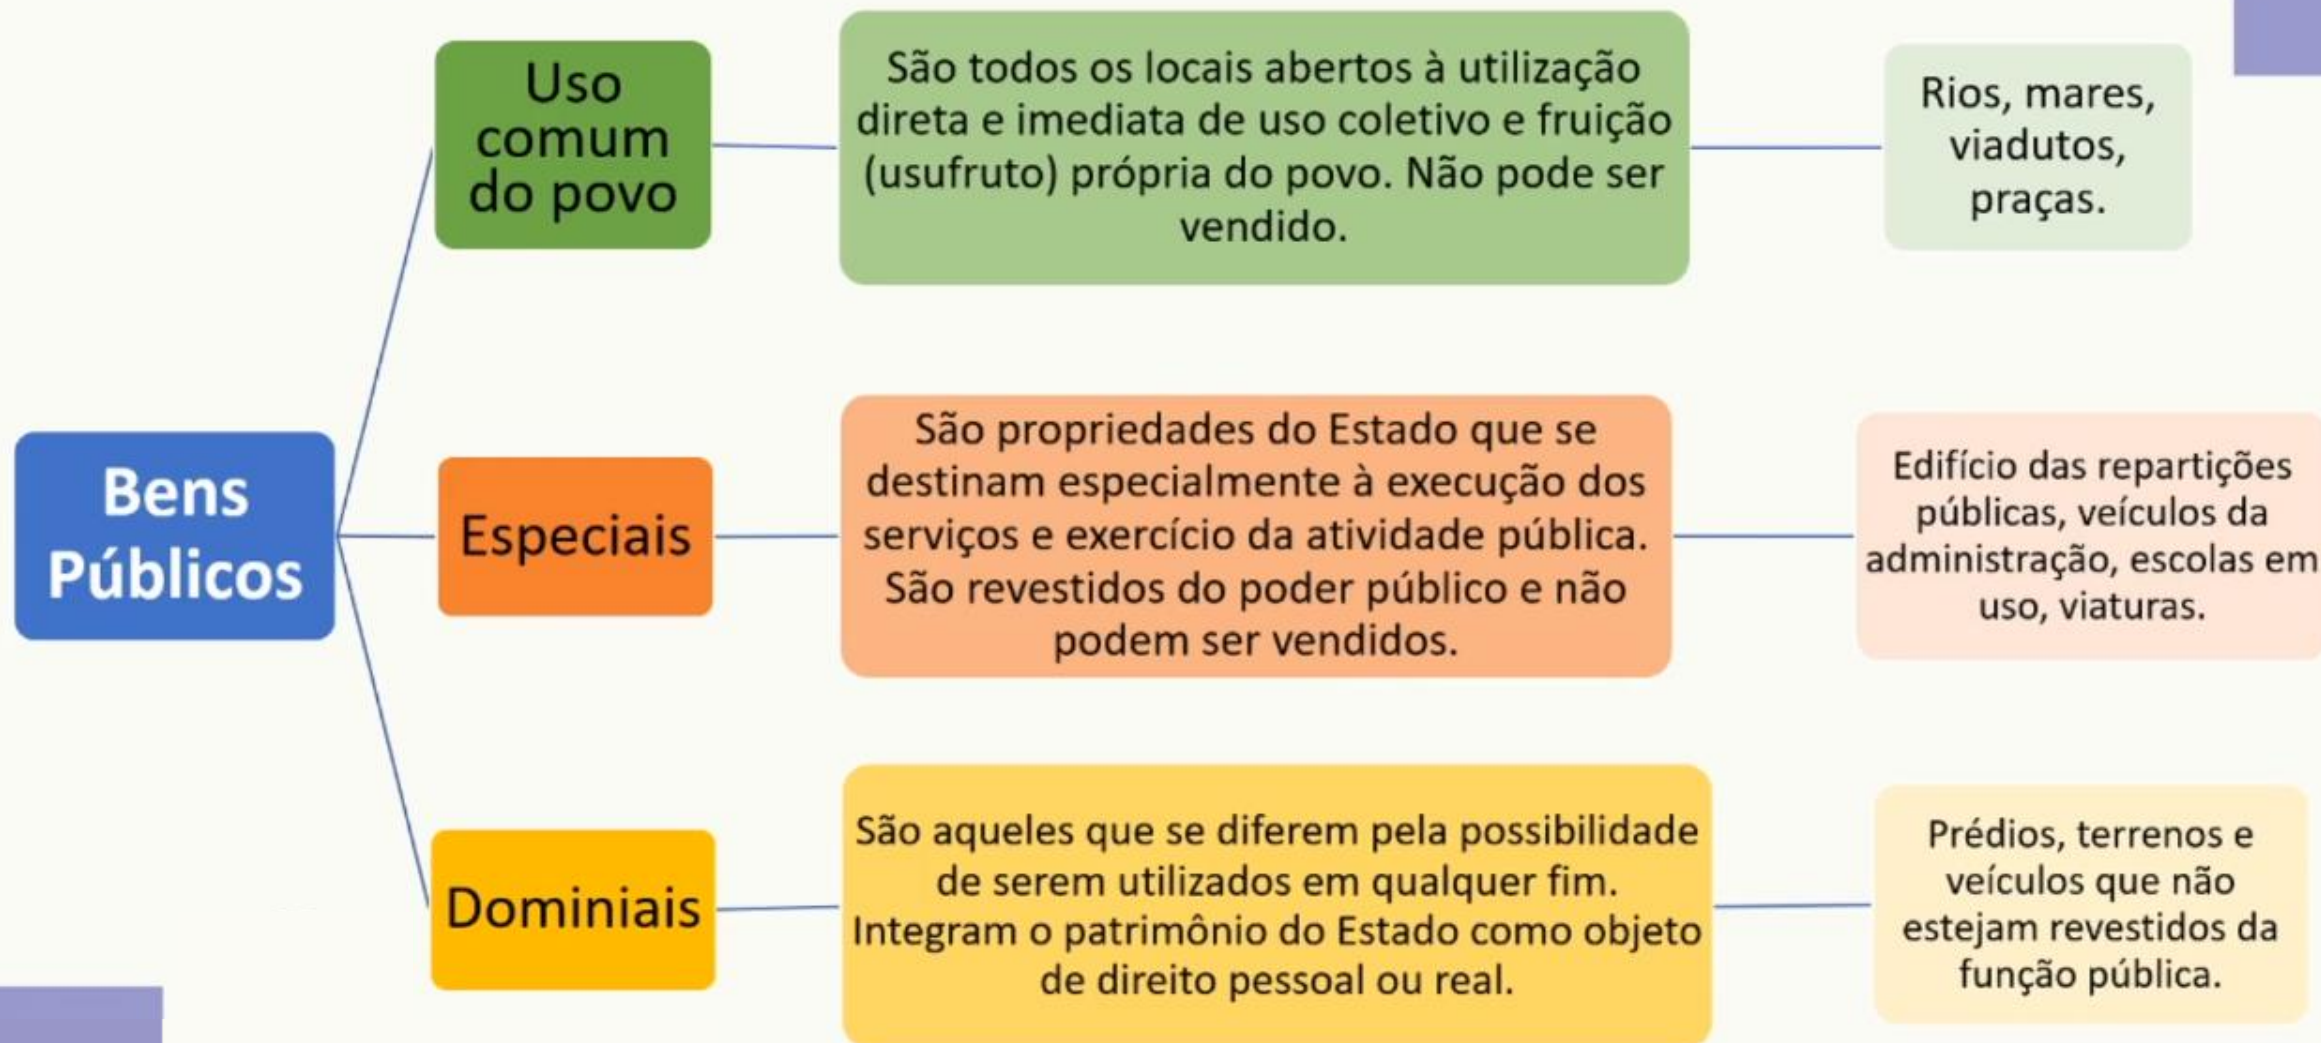 Bens
Públicos
Uso
comum
do povo
São todos os locais abertos à utilização
direta e imediata de uso coletivo e fruição
(usufruto) própria do povo. Não pode ser
vendido.
Rios, mares,
viadutos,
praças.
Especiais
São propriedades do Estado que se
destinam especialmente à execução dos
serviços e exercício da atividade pública.
São revestidos do poder público e não
podem ser vendidos.
Edifício das repartições
públicas, veículos da
administração, escolas em
uso, viaturas.
Dominiais
São aqueles que se diferem pela possibilidade
de serem utilizados em qualquer fim.
Integram o patrimônio do Estado como objeto
de direito pessoal ou real.
Prédios, terrenos e
veículos que não
estejam revestidos da
função pública.